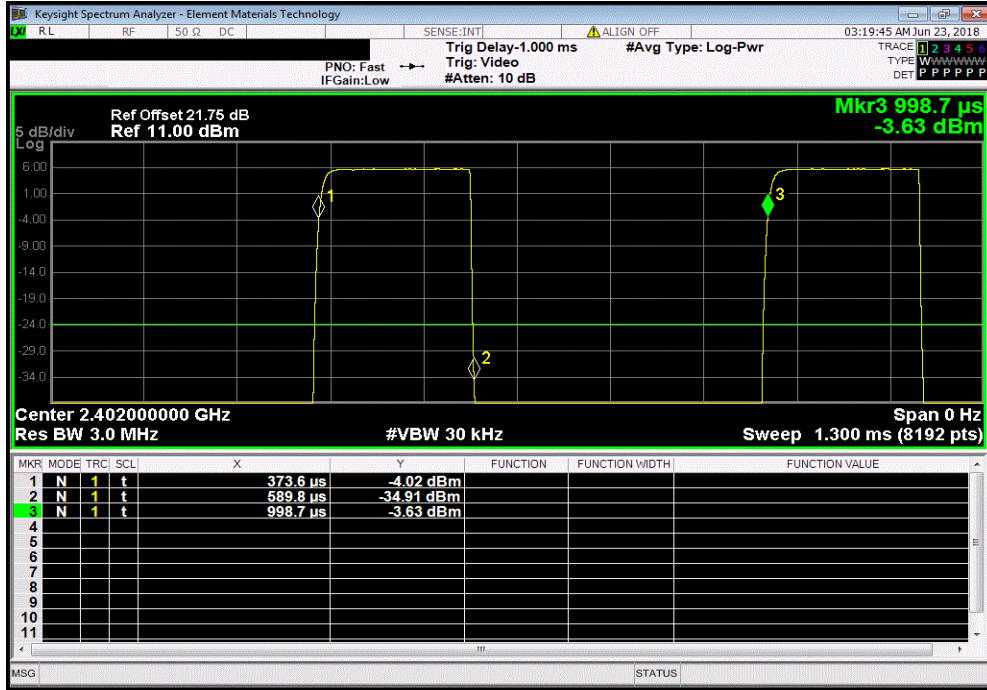 Keysight Spectrum Analyzer - Element Materials Technology
LXI RL RF 50 Ω DC SENSE:INT ALIGN OFF 03:19:45 AM Jun 23, 2018
Trig Delay-1.000 ms #Avg Type: Log-Pwr TRACE 1 2 3 4 5 6
PNO: Fast Trig: Video TYPE WWWWWW
IFGain:Low #Atten: 10 dB DET P P P P P P
Mkr3 998.7 µs
Ref Offset 21.75 dB
5 dB/div Ref 11.00 dBm -3.63 dBm
Log
6.00
1.00
-4.00
-9.00
-14.0
-19.0
-24.0
-29.0
-34.0
1
2
3
Center 2.402000000 GHz Span 0 Hz
Res BW 3.0 MHz #VBW 30 kHz Sweep 1.300 ms (8192 pts)
MKR MODE TRC SCL X Y FUNCTION FUNCTION WIDTH FUNCTION VALUE
1 N 1 t 373.6 µs -4.02 dBm
2 N 1 t 589.8 µs -34.91 dBm
3 N 1 t 998.7 µs -3.63 dBm
4
5
6
7
8
9
10
11
MSG STATUS